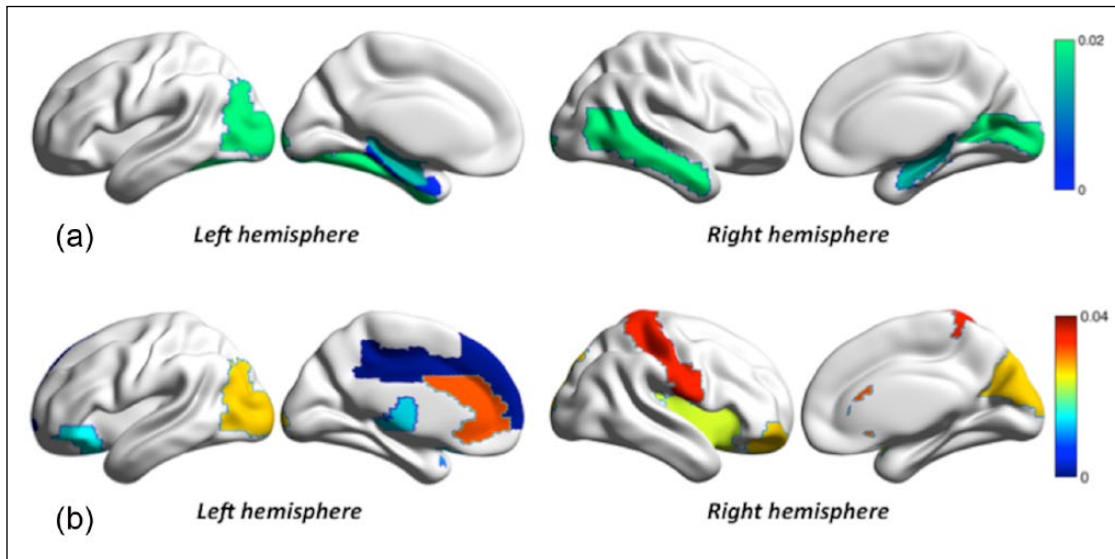 0.02
0
(a)
Left hemisphere
Right hemisphere
0.04
0
(b)
Left hemisphere
Right hemisphere